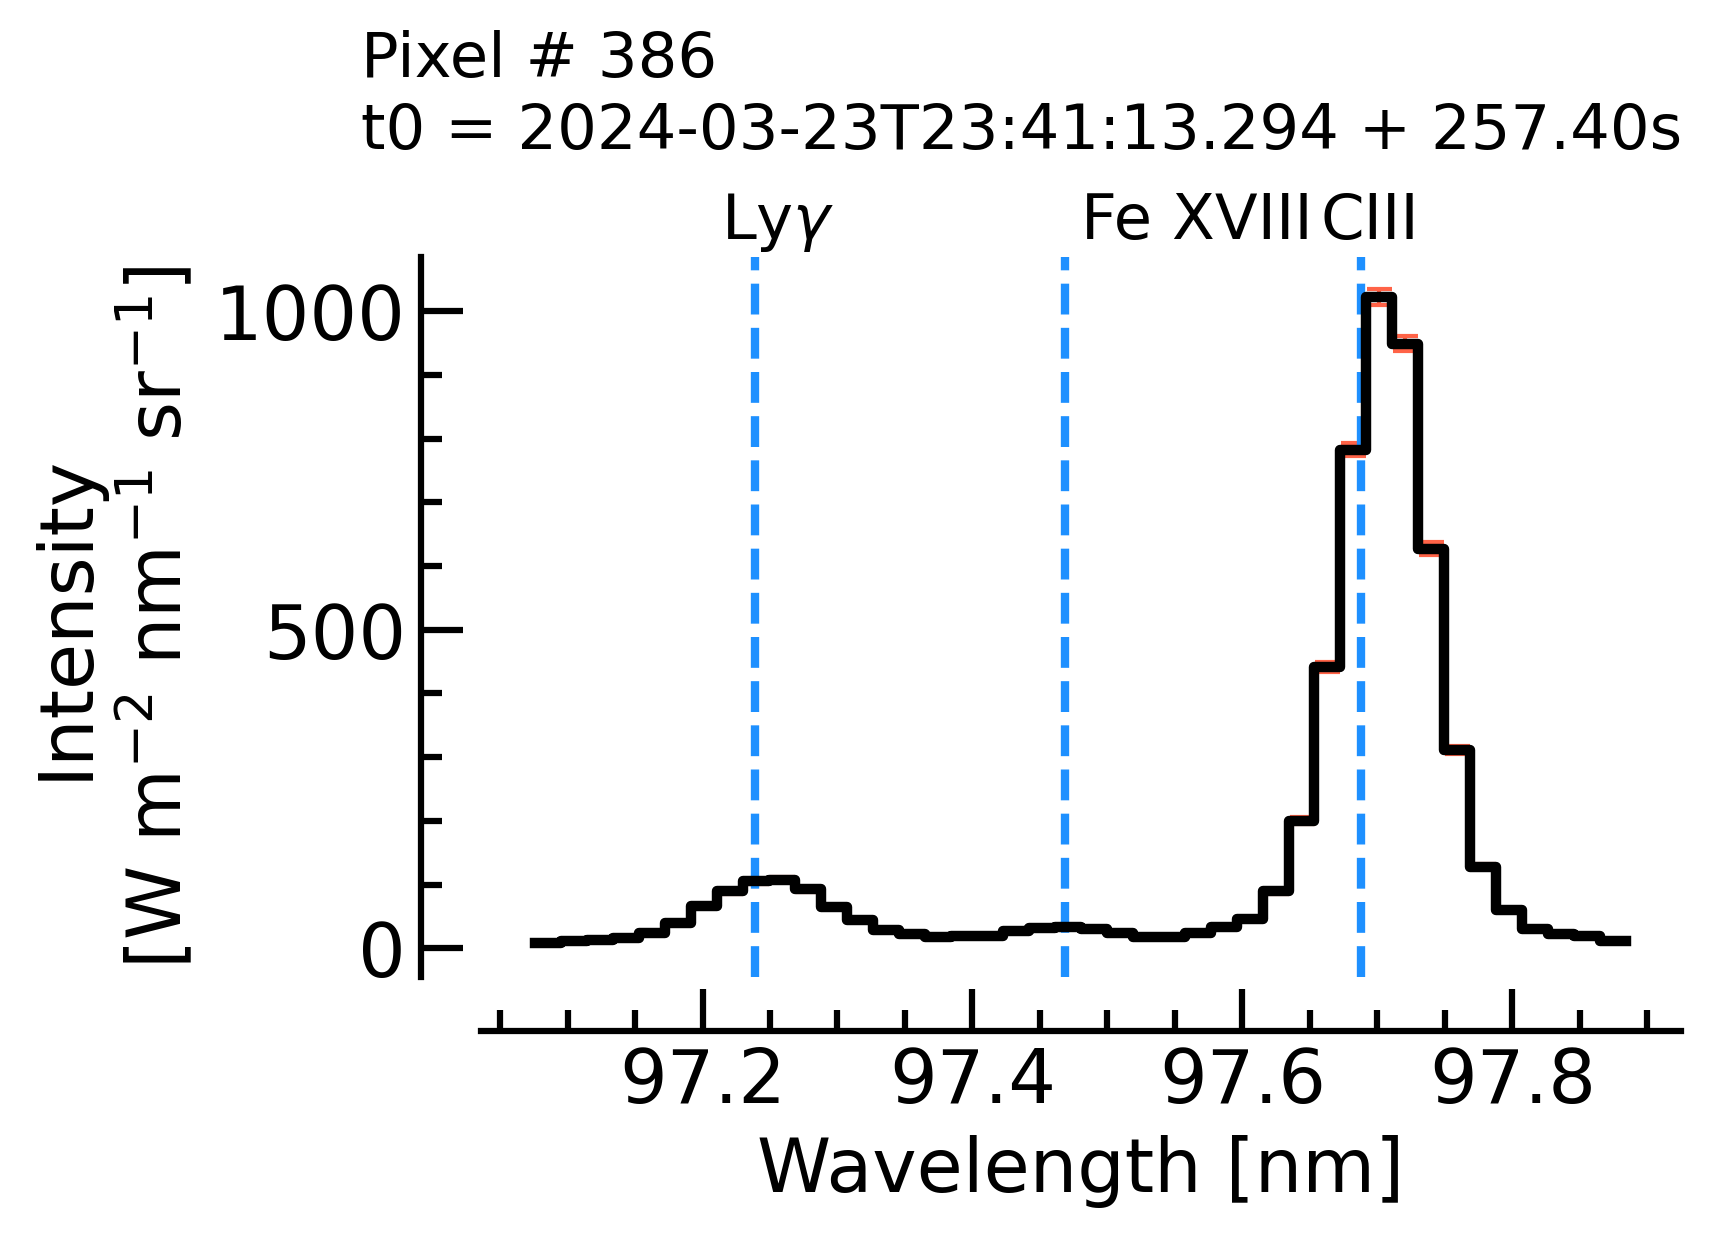 Pixel # 386
t0 = 2024-03-23T23:41:13.294 + 257.40s
Lyγ Fe XVIII CIII
Intensity
[W m⁻² nm⁻¹ sr⁻¹]
1000
500
0
97.2 97.4 97.6 97.8
Wavelength [nm]